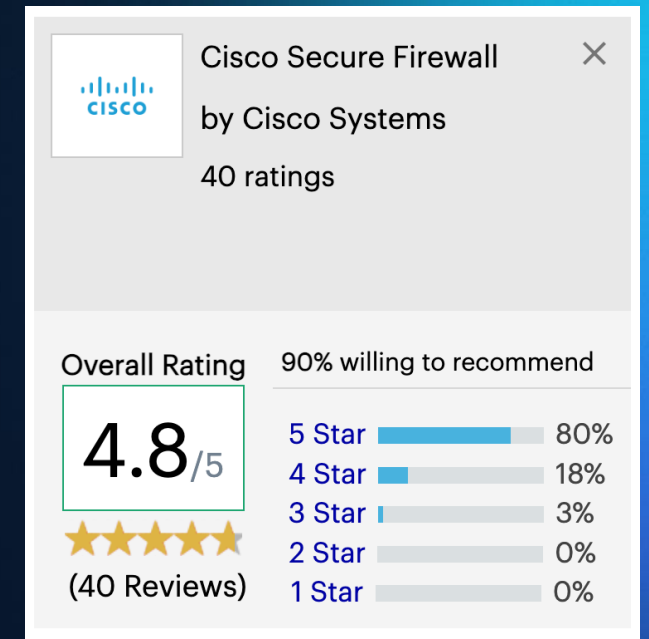 CISCO
Cisco Secure Firewall
by Cisco Systems
40 ratings
Overall Rating
4.8/5
(40 Reviews)
90% willing to recommend
5 Star 80%
4 Star 18%
3 Star 3%
2 Star 0%
1 Star 0%